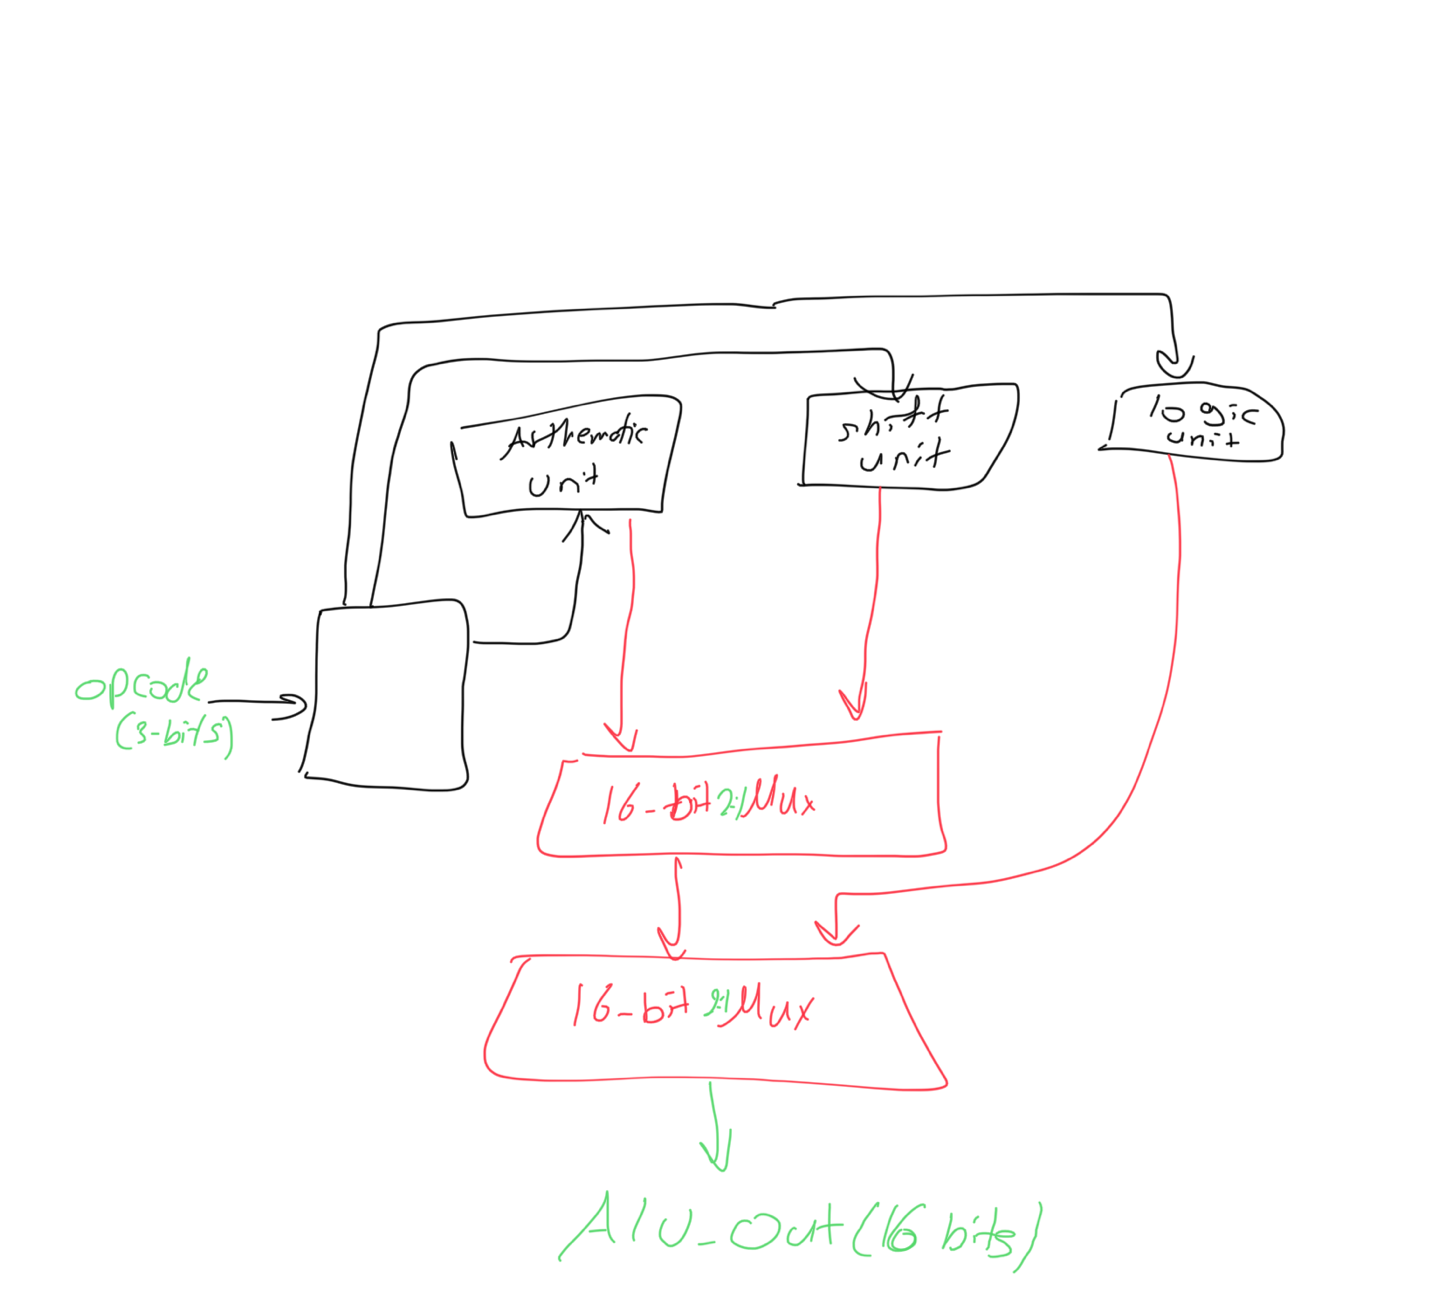 Arthematic
unit
shift
unit
logic
unit
opcode
(3-bits)
16-bit 2:1 Mux
16-bit 2:1 Mux
AlU_Out (16 bits)